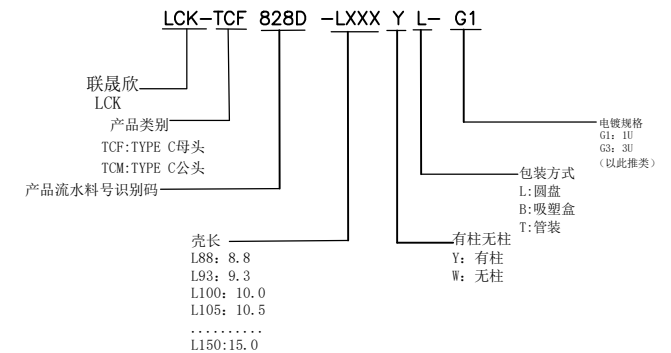 LCK-TCF 828D -LXXX Y L- G1
联晟欣
LCK
产品类别
TCF:TYPE C母头
TCM:TYPE C公头
产品流水料号识别码
壳长
L88：8.8
L93：9.3
L100：10.0
L105：10.5
..........
L150:15.0
有柱无柱
Y：有柱
W：无柱
包装方式
L:圆盘
B:吸塑盒
T:管装
电镀规格
G1：1U
G3：3U
（以此推类）